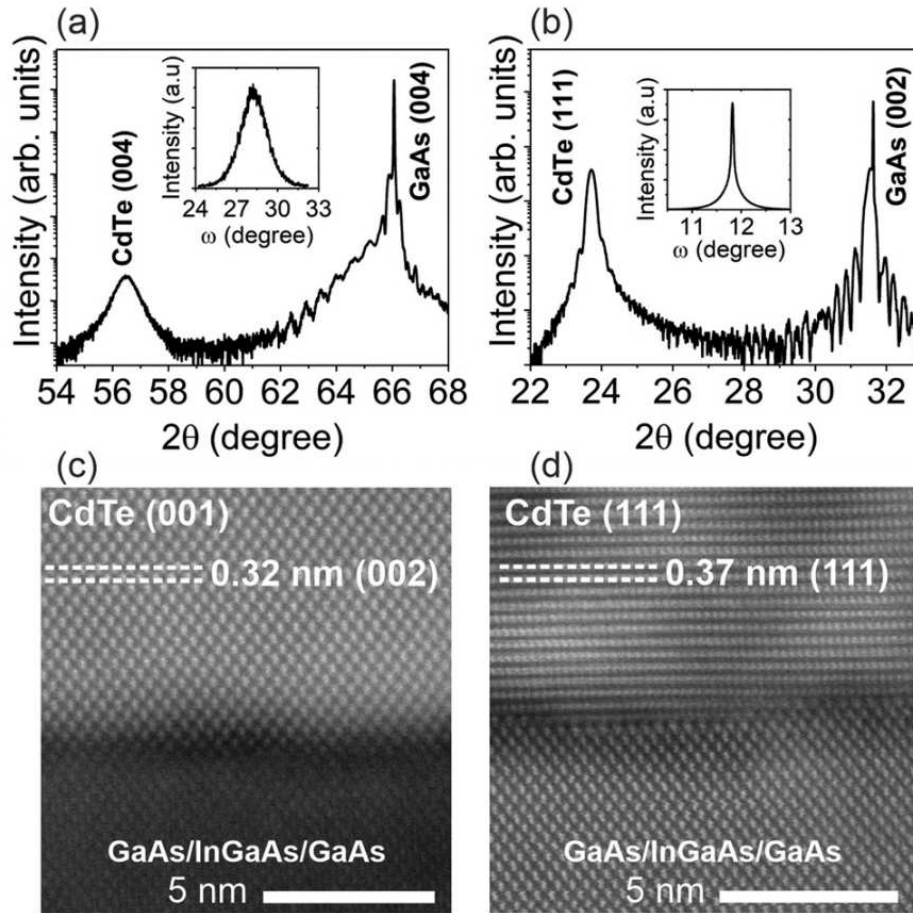 (a)
Intensity (arb. units)
CdTe (004)
GaAs (004)
Intensity (a.u)
24 27 30 33
ω (degree)
54 56 58 60 62 64 66 68
2θ (degree)
(b)
Intensity (arb. units)
CdTe (111)
GaAs (002)
Intensity (a.u)
11 12 13
ω (degree)
22 24 26 28 30 32
2θ (degree)
(c)
CdTe (001)
0.32 nm (002)
GaAs/InGaAs/GaAs
5 nm
(d)
CdTe (111)
0.37 nm (111)
GaAs/InGaAs/GaAs
5 nm